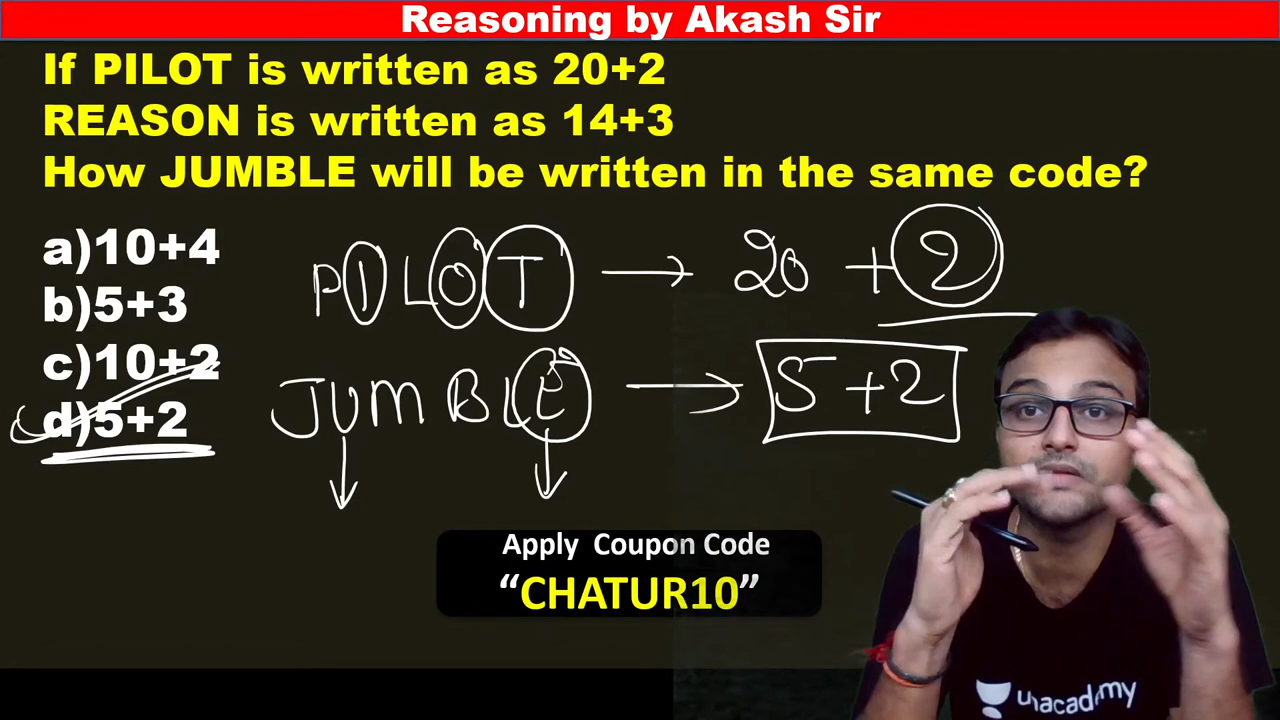 Reasoning by Akash Sir
If PILOT is written as 20+2
REASON is written as 14+3
How JUMBLE will be written in the same code?
a)10+4
b)5+3
c)10+2
d)5+2
PILOT → 20 + 2
JUMBLE → 5 + 2
Apply Coupon Code
“CHATUR10”
unacademy